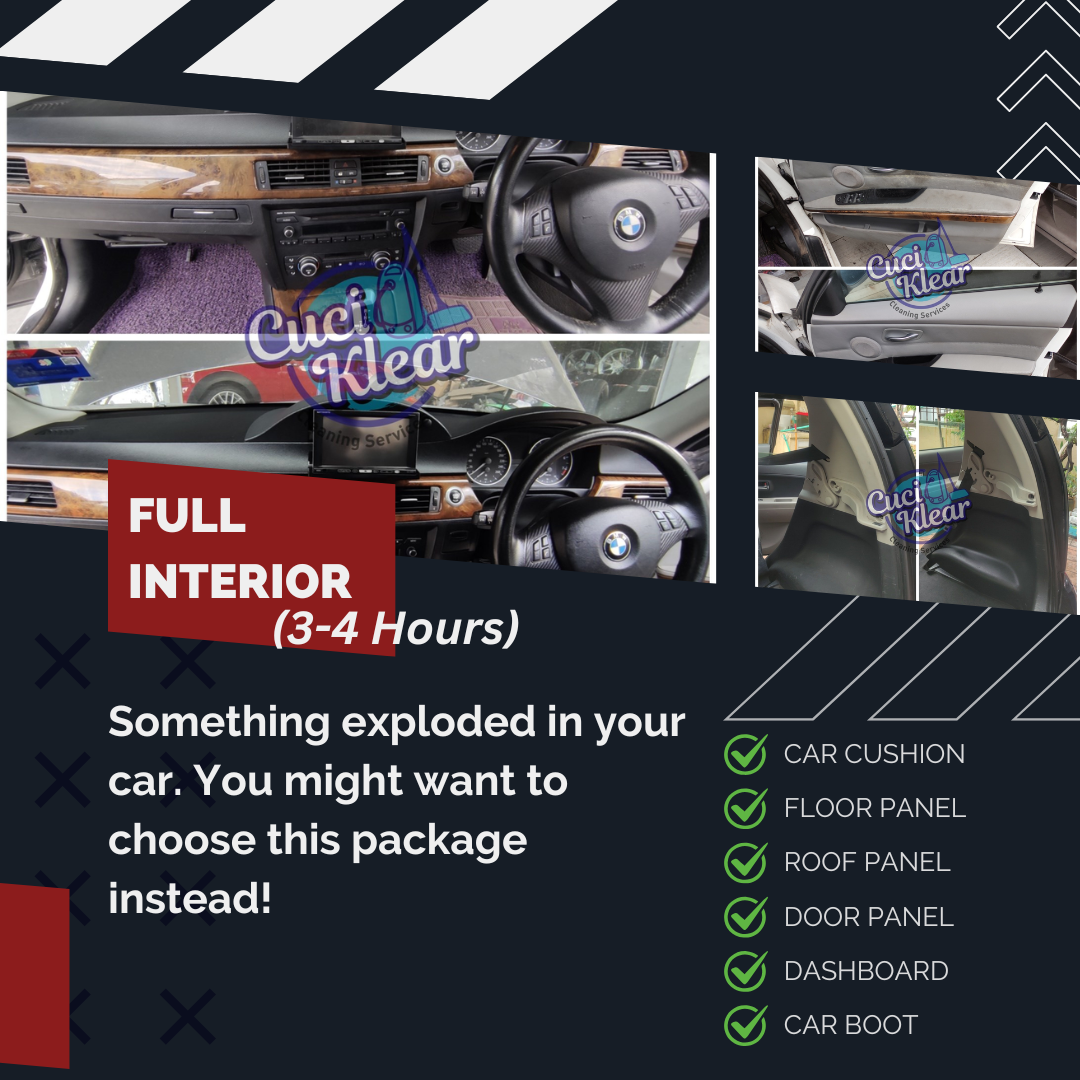 Cuci
Klear
Cleaning Services
Cuci
Klear
Cleaning Services
Cuci
Klear
Cleaning Services
FULL
INTERIOR
(3-4 Hours)
Something exploded in your
car. You might want to
choose this package
instead!
CAR CUSHION
FLOOR PANEL
ROOF PANEL
DOOR PANEL
DASHBOARD
CAR BOOT